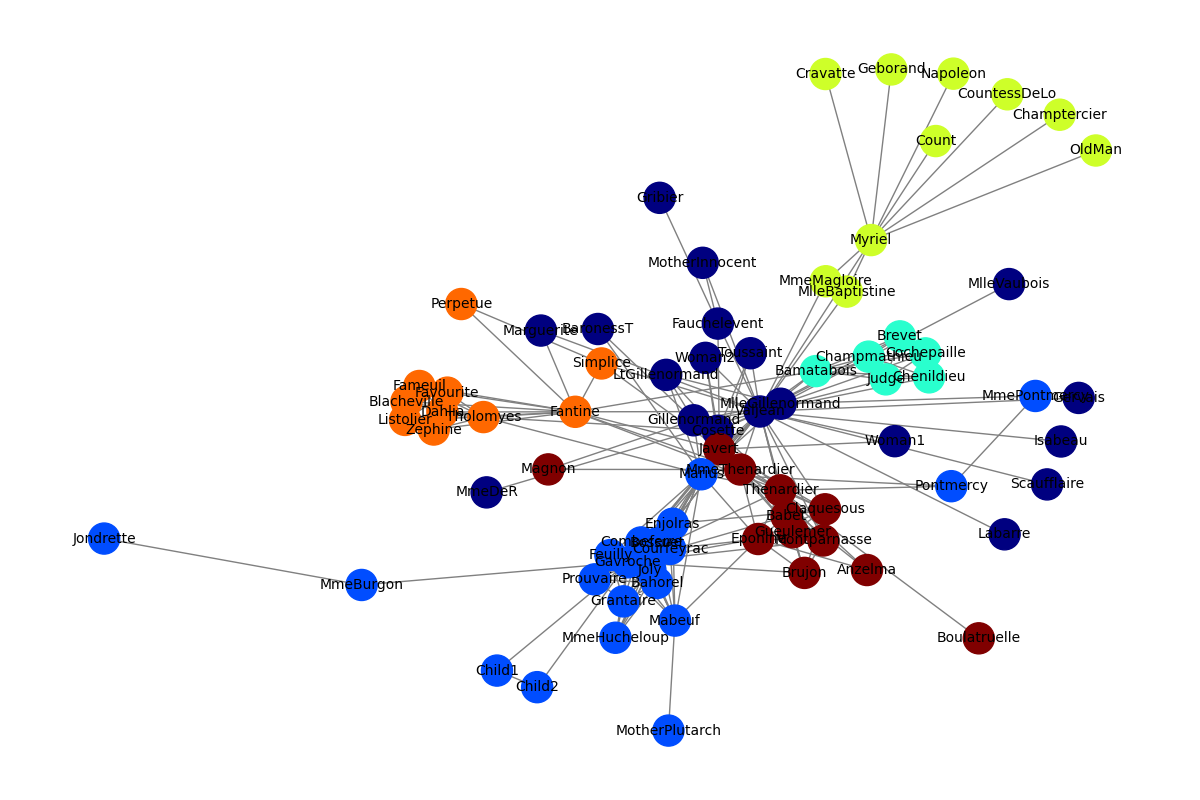 Cravatte
Geborand
Napoleon
CountessDeLo
Champtercier
Count
OldMan
Gribier
Myriel
MotherInnocent
MmeMagloire
MlleBaptistine
MlleVaubois
Perpetue
Marguerite
BaronessT
Fauchelevent
Brevet
Simplice
Woman2
Toussaint
Champmathieu
Cochepaille
LtGillenormand
Bamatabois
Judge
Chenildieu
Fameuil
Favourite
Blacheville
Dahlia
Listolier
Zephine
Tholomyes
Fantine
MlleGillenormand
Valjean
MmePontmercy
Gervais
Gillenormand
Cosette
Javert
Woman1
Isabeau
Magnon
Marius
MmeThenardier
MmeDeR
Thenardier
Pontmercy
Scaufflaire
Claquesous
Babet
Gueulemer
Montparnasse
Eponine
Labarre
Enjolras
Combeferre
Bossuet
Courfeyrac
Feuilly
Gavroche
Joly
Prouvaire
Bahorel
Brujon
Anzelma
Jondrette
MmeBurgon
Grantaire
Mabeuf
MmeHucheloup
Boulatruelle
Child1
Child2
MotherPlutarch